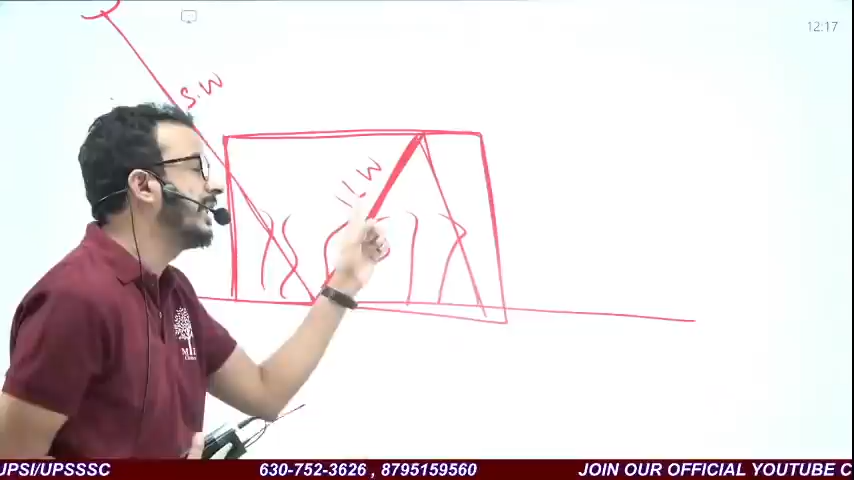 12:17
S.W
I.L.W
UPSI/UPSSSC 630-752-3626 , 8795159560 JOIN OUR OFFICIAL YOUTUBE C